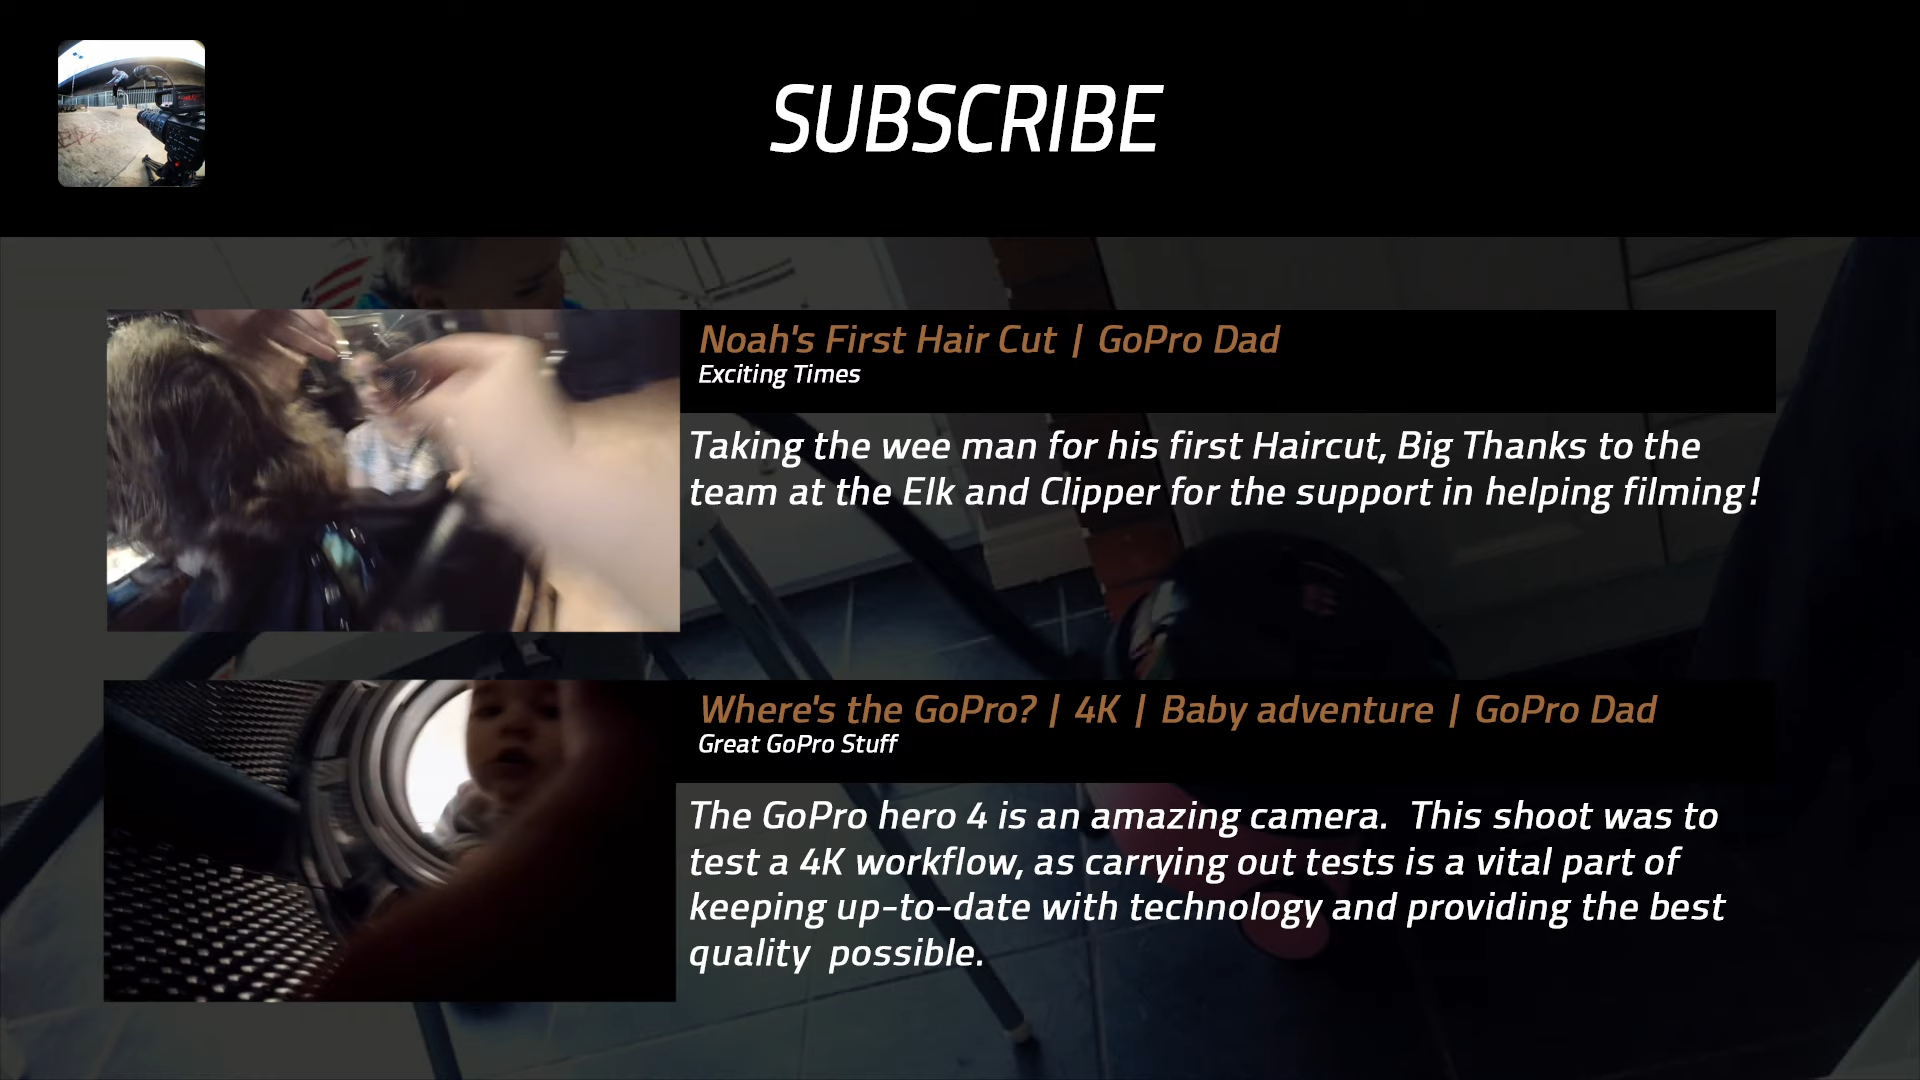 SUBSCRIBE
Noah's First Hair Cut | GoPro Dad
Exciting Times
Taking the wee man for his first Haircut, Big Thanks to the
team at the Elk and Clipper for the support in helping filming!
Where's the GoPro? | 4K | Baby adventure | GoPro Dad
Great GoPro Stuff
The GoPro hero 4 is an amazing camera.  This shoot was to
test a 4K workflow, as carrying out tests is a vital part of
keeping up-to-date with technology and providing the best
quality  possible.